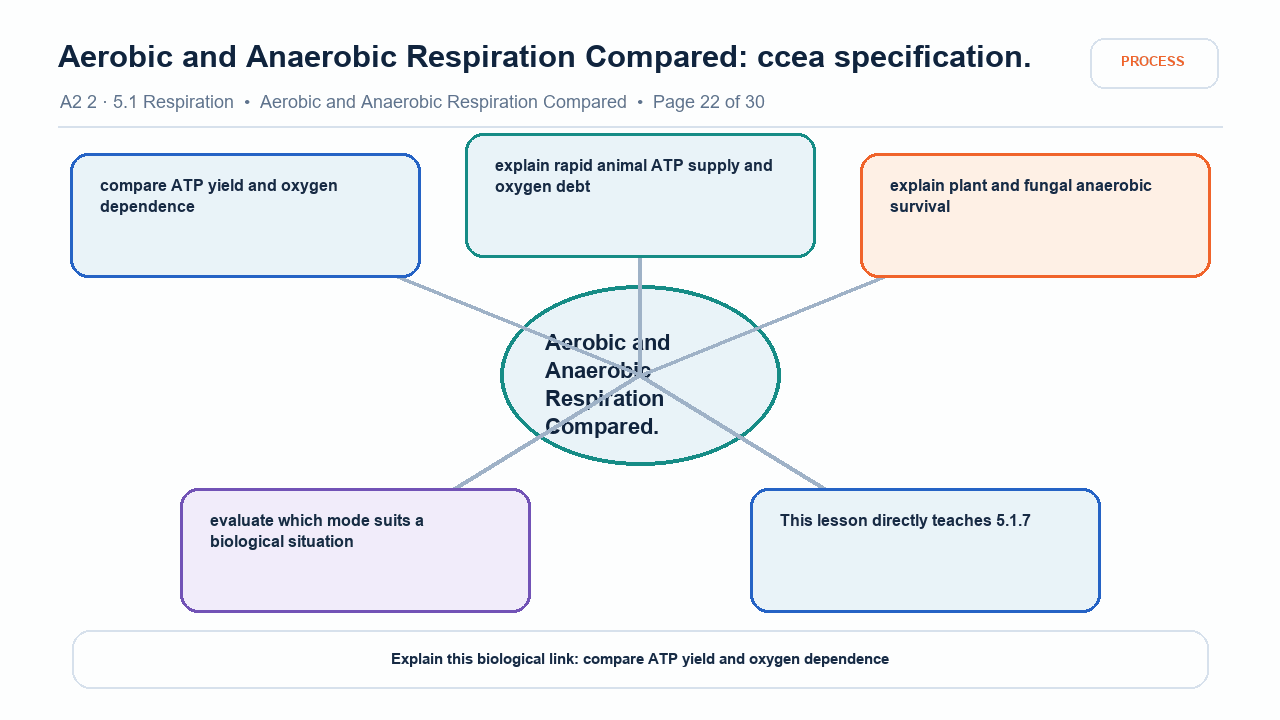 Aerobic and Anaerobic Respiration Compared: ccea specification.
PROCESS
A2 2 · 5.1 Respiration • Aerobic and Anaerobic Respiration Compared • Page 22 of 30
compare ATP yield and oxygen
dependence
explain rapid animal ATP supply and
oxygen debt
explain plant and fungal anaerobic
survival
Aerobic and
Anaerobic
Respiration
Compared.
evaluate which mode suits a
biological situation
This lesson directly teaches 5.1.7
Explain this biological link: compare ATP yield and oxygen dependence